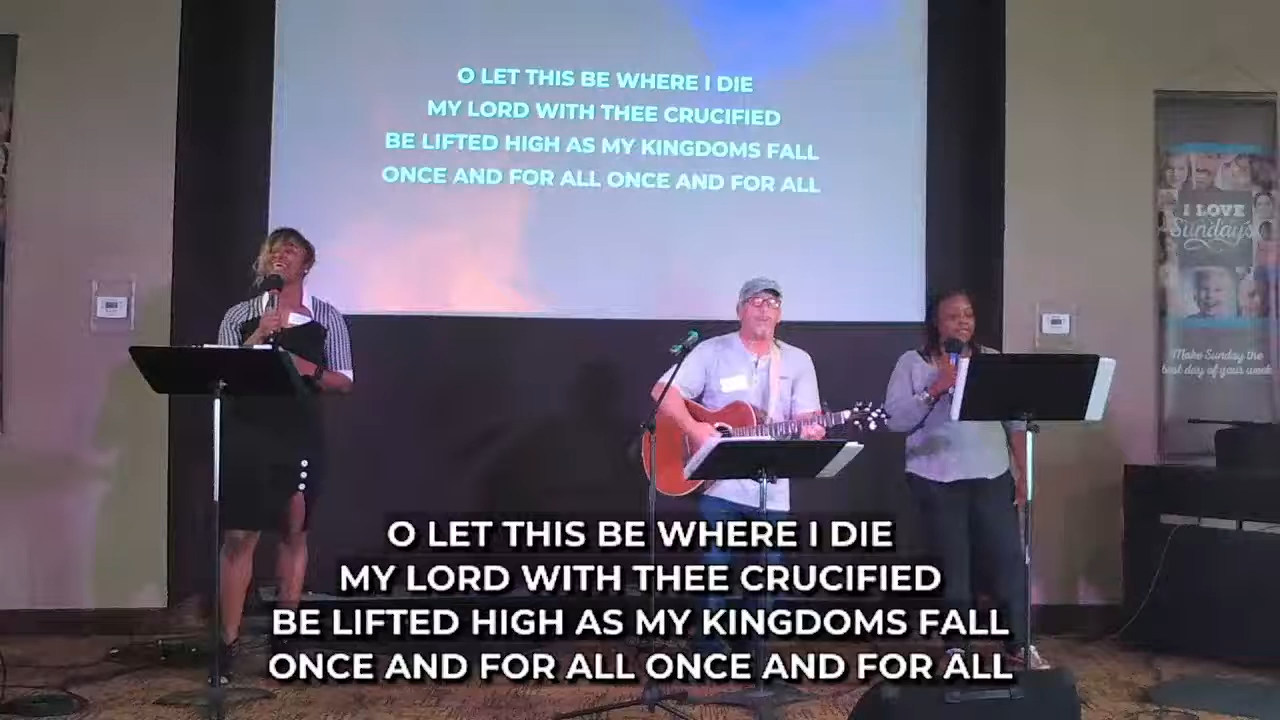 O LET THIS BE WHERE I DIE
MY LORD WITH THEE CRUCIFIED
BE LIFTED HIGH AS MY KINGDOMS FALL
ONCE AND FOR ALL ONCE AND FOR ALL
I LOVE
Sundays
Make Sunday the
best day of your week
O LET THIS BE WHERE I DIE
MY LORD WITH THEE CRUCIFIED
BE LIFTED HIGH AS MY KINGDOMS FALL
ONCE AND FOR ALL ONCE AND FOR ALL